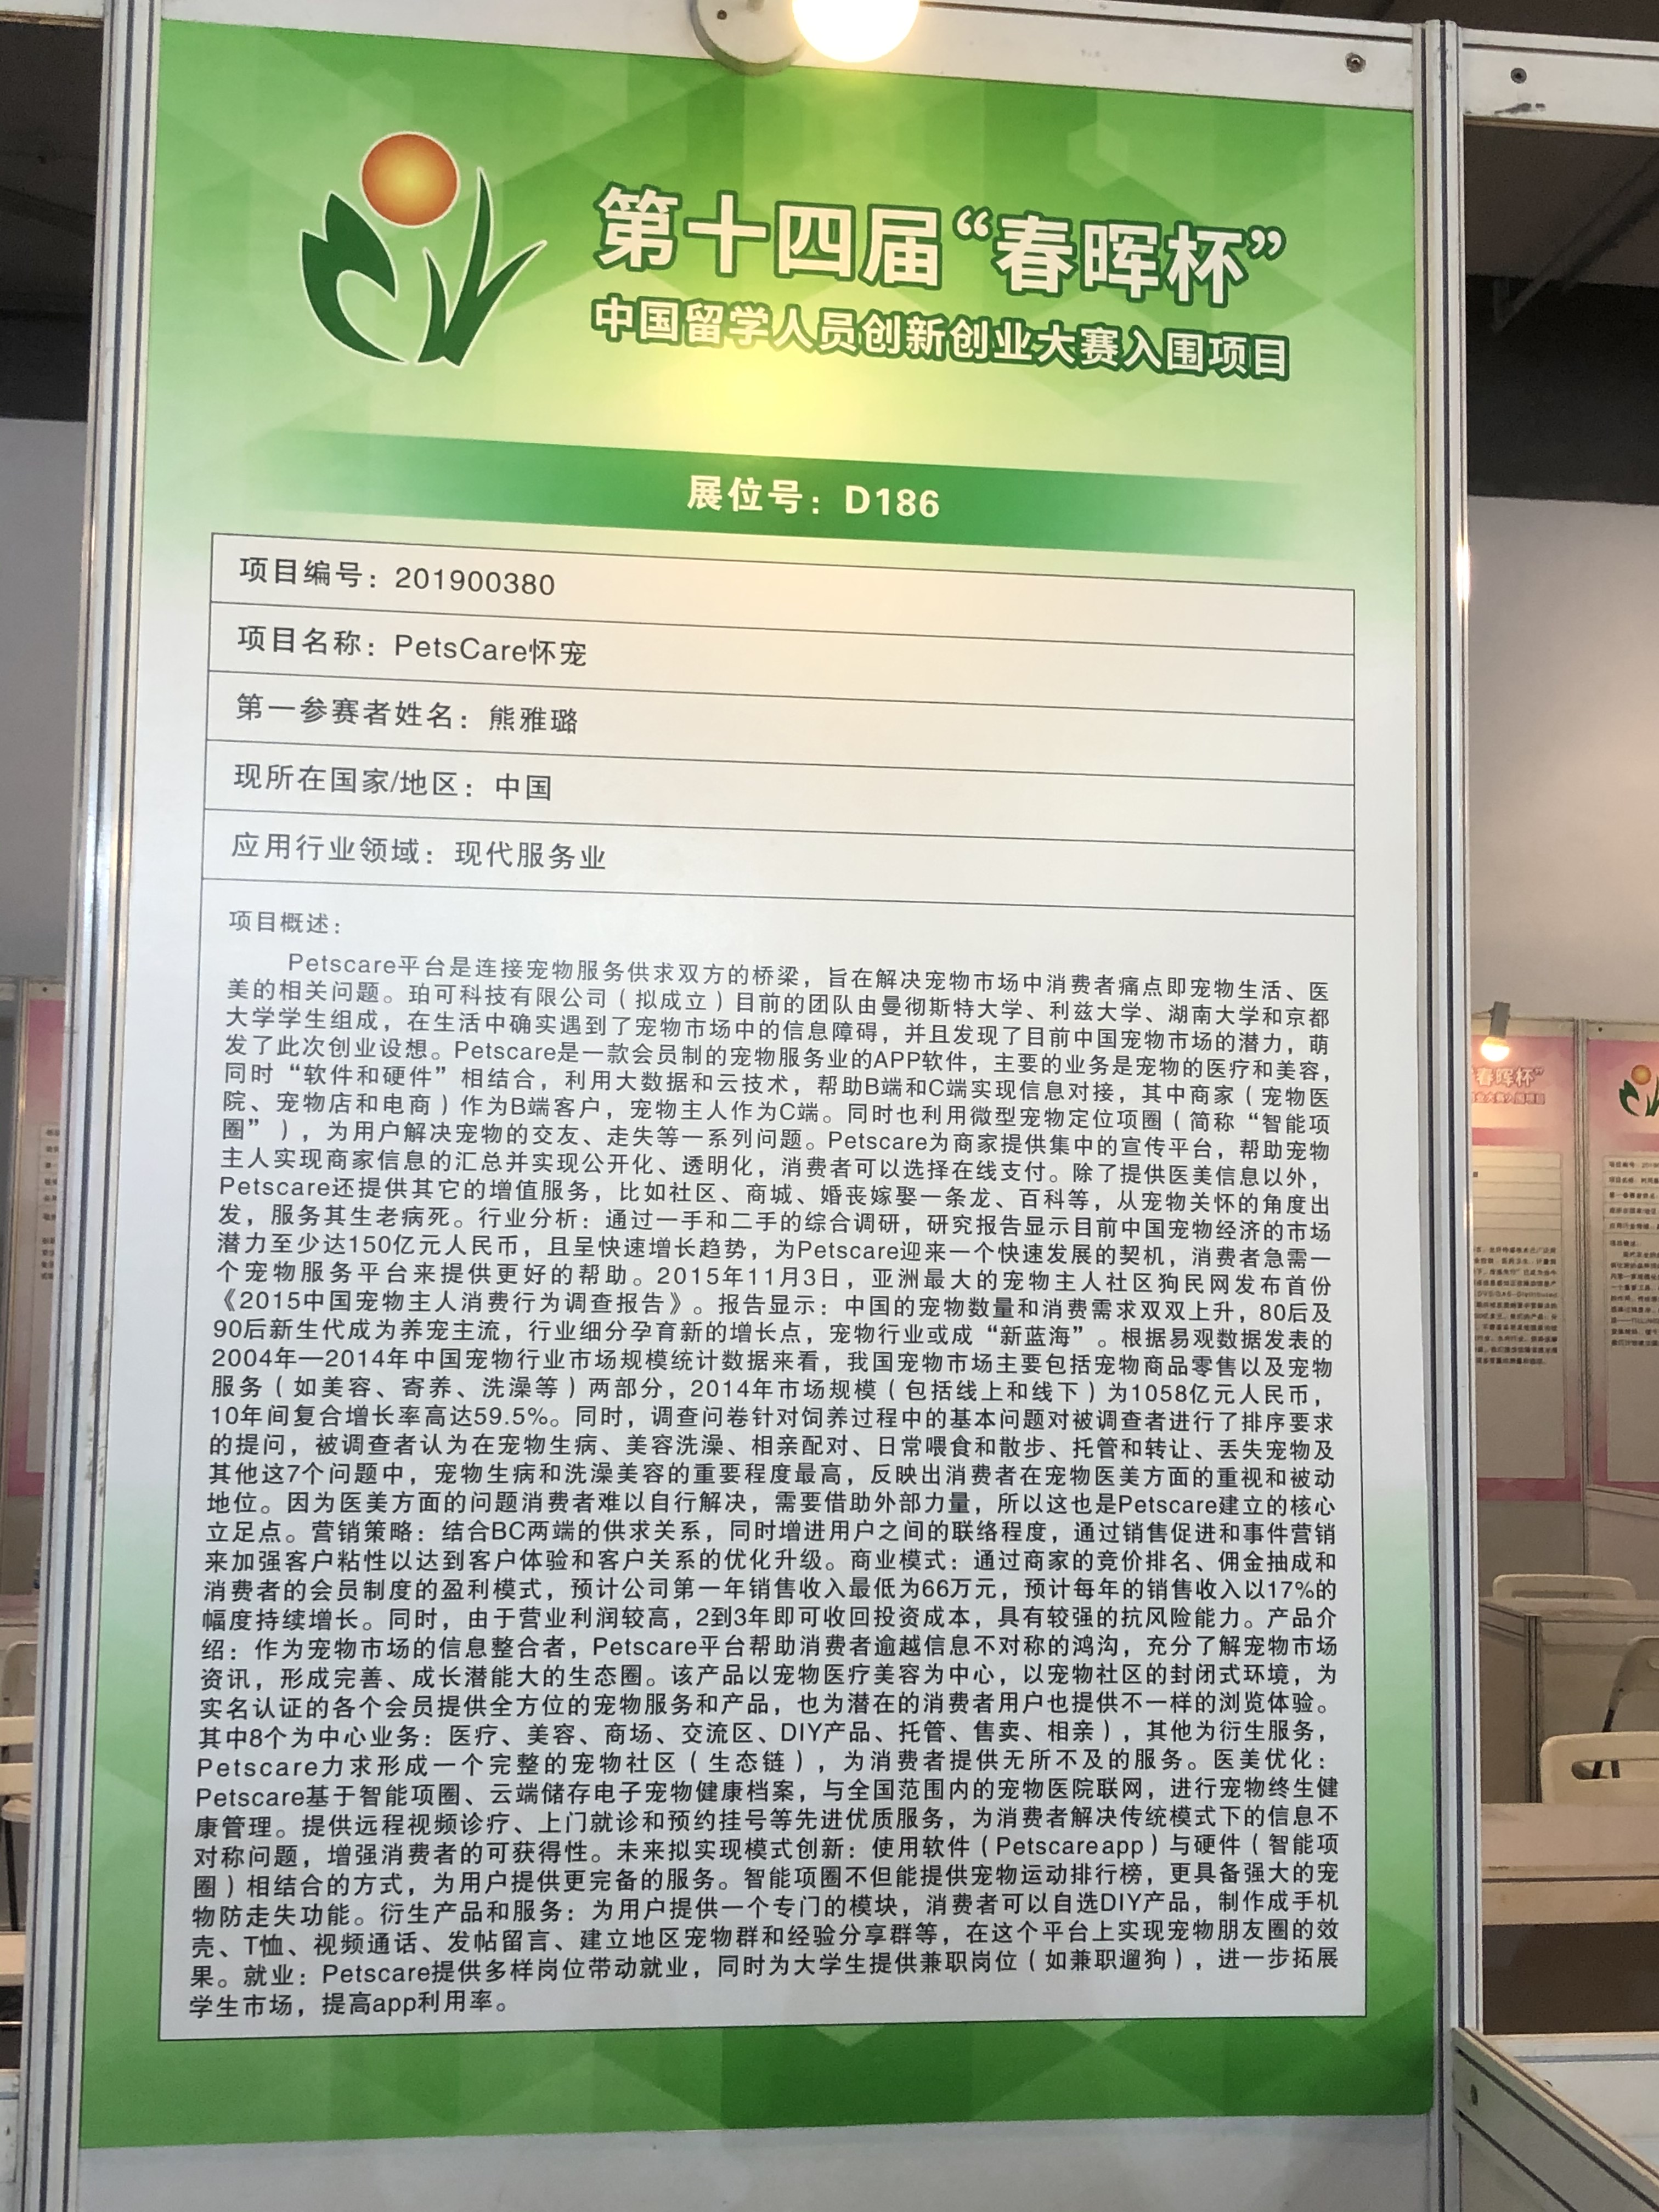 第十四届“春晖杯”
中国留学人员创新创业大赛入围项目
展位号：D186
项目编号：201900380
项目名称：PetsCare怀宠
第一参赛者姓名：熊雅璐
现所在国家/地区：中国
应用行业领域：现代服务业
项目概述：
Petscare平台是连接宠物服务供求双方的桥梁，旨在解决宠物市场中消费者痛点即宠物生活、医
美的相关问题。珀可科技有限公司（拟成立）目前的团队由曼彻斯特大学、利兹大学、湖南大学和京都
大学学生组成，在生活中确实遇到了宠物市场中的信息障碍，并且发现了目前中国宠物市场的潜力，萌
发了此次创业设想。Petscare是一款会员制的宠物服务业的APP软件，主要的业务是宠物的医疗和美容，
同时“软件和硬件”相结合，利用大数据和云技术，帮助B端和C端实现信息对接，其中商家（宠物医
院、宠物店和电商）作为B端客户，宠物主人作为C端。同时也利用微型宠物定位项圈（简称“智能项
圈”），为用户解决宠物的交友、走失等一系列问题。Petscare为商家提供集中的宣传平台，帮助宠物
主人实现商家信息的汇总并实现公开化、透明化，消费者可以选择在线支付。除了提供医美信息以外，
Petscare还提供其它的增值服务，比如社区、商城、婚丧嫁娶一条龙、百科等，从宠物关怀的角度出
发，服务其生老病死。行业分析：通过一手和二手的综合调研，研究报告显示目前中国宠物经济的市场
潜力至少达150亿元人民币，且呈快速增长趋势，为Petscare迎来一个快速发展的契机，消费者急需一
个宠物服务平台来提供更好的帮助。2015年11月3日，亚洲最大的宠物主人社区狗民网发布首份
《2015中国宠物主人消费行为调查报告》。报告显示：中国的宠物数量和消费需求双双上升，80后及
90后新生代成为养宠主流，行业细分孕育新的增长点，宠物行业或成“新蓝海”。根据易观数据发表的
2004年—2014年中国宠物行业市场规模统计数据来看，我国宠物市场主要包括宠物商品零售以及宠物
服务（如美容、寄养、洗澡等）两部分，2014年市场规模（包括线上和线下）为1058亿元人民币，
10年间复合增长率高达59.5%。同时，调查问卷针对饲养过程中的基本问题对被调查者进行了排序要求
的提问，被调查者认为在宠物生病、美容洗澡、相亲配对、日常喂食和散步、托管和转让、丢失宠物及
其他这7个问题中，宠物生病和洗澡美容的重要程度最高，反映出消费者在宠物医美方面的重视和被动
地位。因为医美方面的问题消费者难以自行解决，需要借助外部力量，所以这也是Petscare建立的核心
立足点。营销策略：结合BC两端的供求关系，同时增进用户之间的联络程度，通过销售促进和事件营销
来加强客户粘性以达到客户体验和客户关系的优化升级。商业模式：通过商家的竞价排名、佣金抽成和
消费者的会员制度的盈利模式，预计公司第一年销售收入最低为66万元，预计每年的销售收入以17%的
幅度持续增长。同时，由于营业利润较高，2到3年即可收回投资成本，具有较强的抗风险能力。产品介
绍：作为宠物市场的信息整合者，Petscare平台帮助消费者逾越信息不对称的鸿沟，充分了解宠物市场
资讯，形成完善、成长潜能大的生态圈。该产品以宠物医疗美容为中心，以宠物社区的封闭式环境，为
实名认证的各个会员提供全方位的宠物服务和产品，也为潜在的消费者用户也提供不一样的浏览体验。
其中8个为中心业务：医疗、美容、商场、交流区、DIY产品、托管、售卖、相亲），其他为衍生服务，
Petscare力求形成一个完整的宠物社区（生态链），为消费者提供无所不及的服务。医美优化：
Petscare基于智能项圈、云端储存电子宠物健康档案，与全国范围内的宠物医院联网，进行宠物终生健
康管理。提供远程视频诊疗、上门就诊和预约挂号等先进优质服务，为消费者解决传统模式下的信息不
对称问题，增强消费者的可获得性。未来拟实现模式创新：使用软件（Petscareapp）与硬件（智能项
圈）相结合的方式，为用户提供更完备的服务。智能项圈不但能提供宠物运动排行榜，更具备强大的宠
物防走失功能。衍生产品和服务：为用户提供一个专门的模块，消费者可以自选DIY产品，制作成手机
壳、T恤、视频通话、发帖留言、建立地区宠物群和经验分享群等，在这个平台上实现宠物朋友圈的效
果。就业：Petscare提供多样岗位带动就业，同时为大学生提供兼职岗位（如兼职遛狗），进一步拓展
学生市场，提高app利用率。
春晖杯”